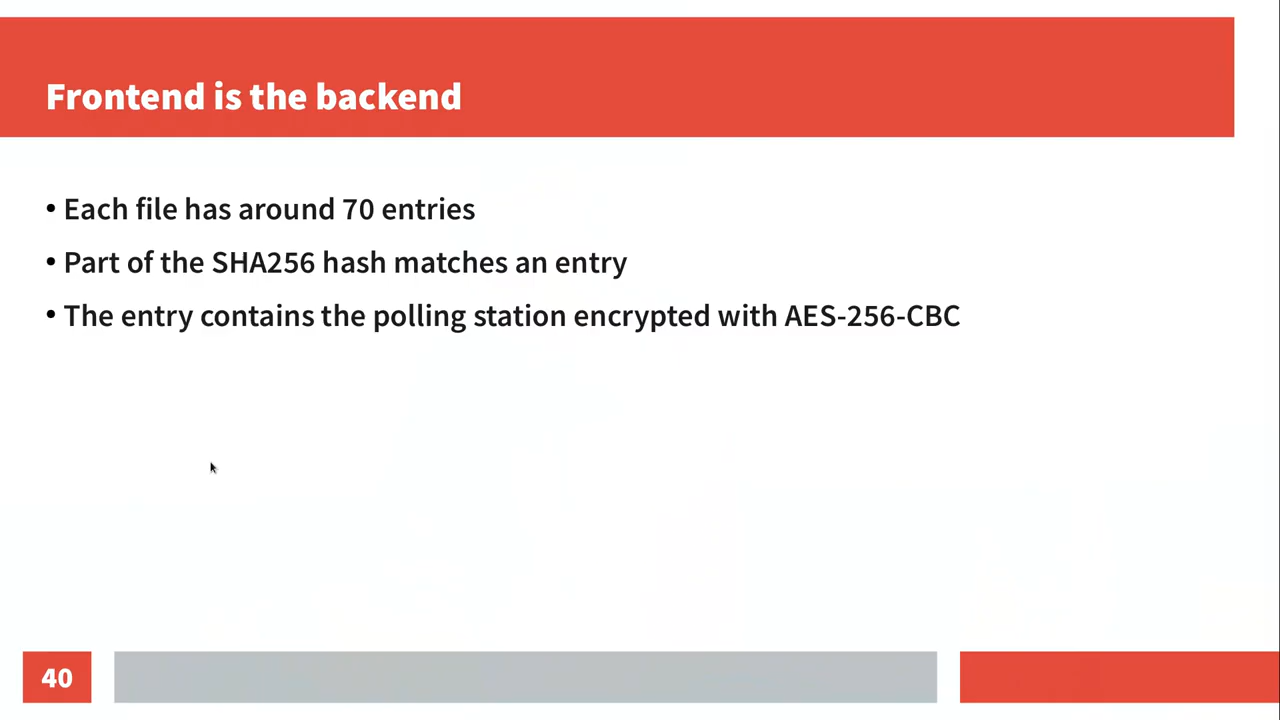 Frontend is the backend
• Each file has around 70 entries
• Part of the SHA256 hash matches an entry
• The entry contains the polling station encrypted with AES-256-CBC
40